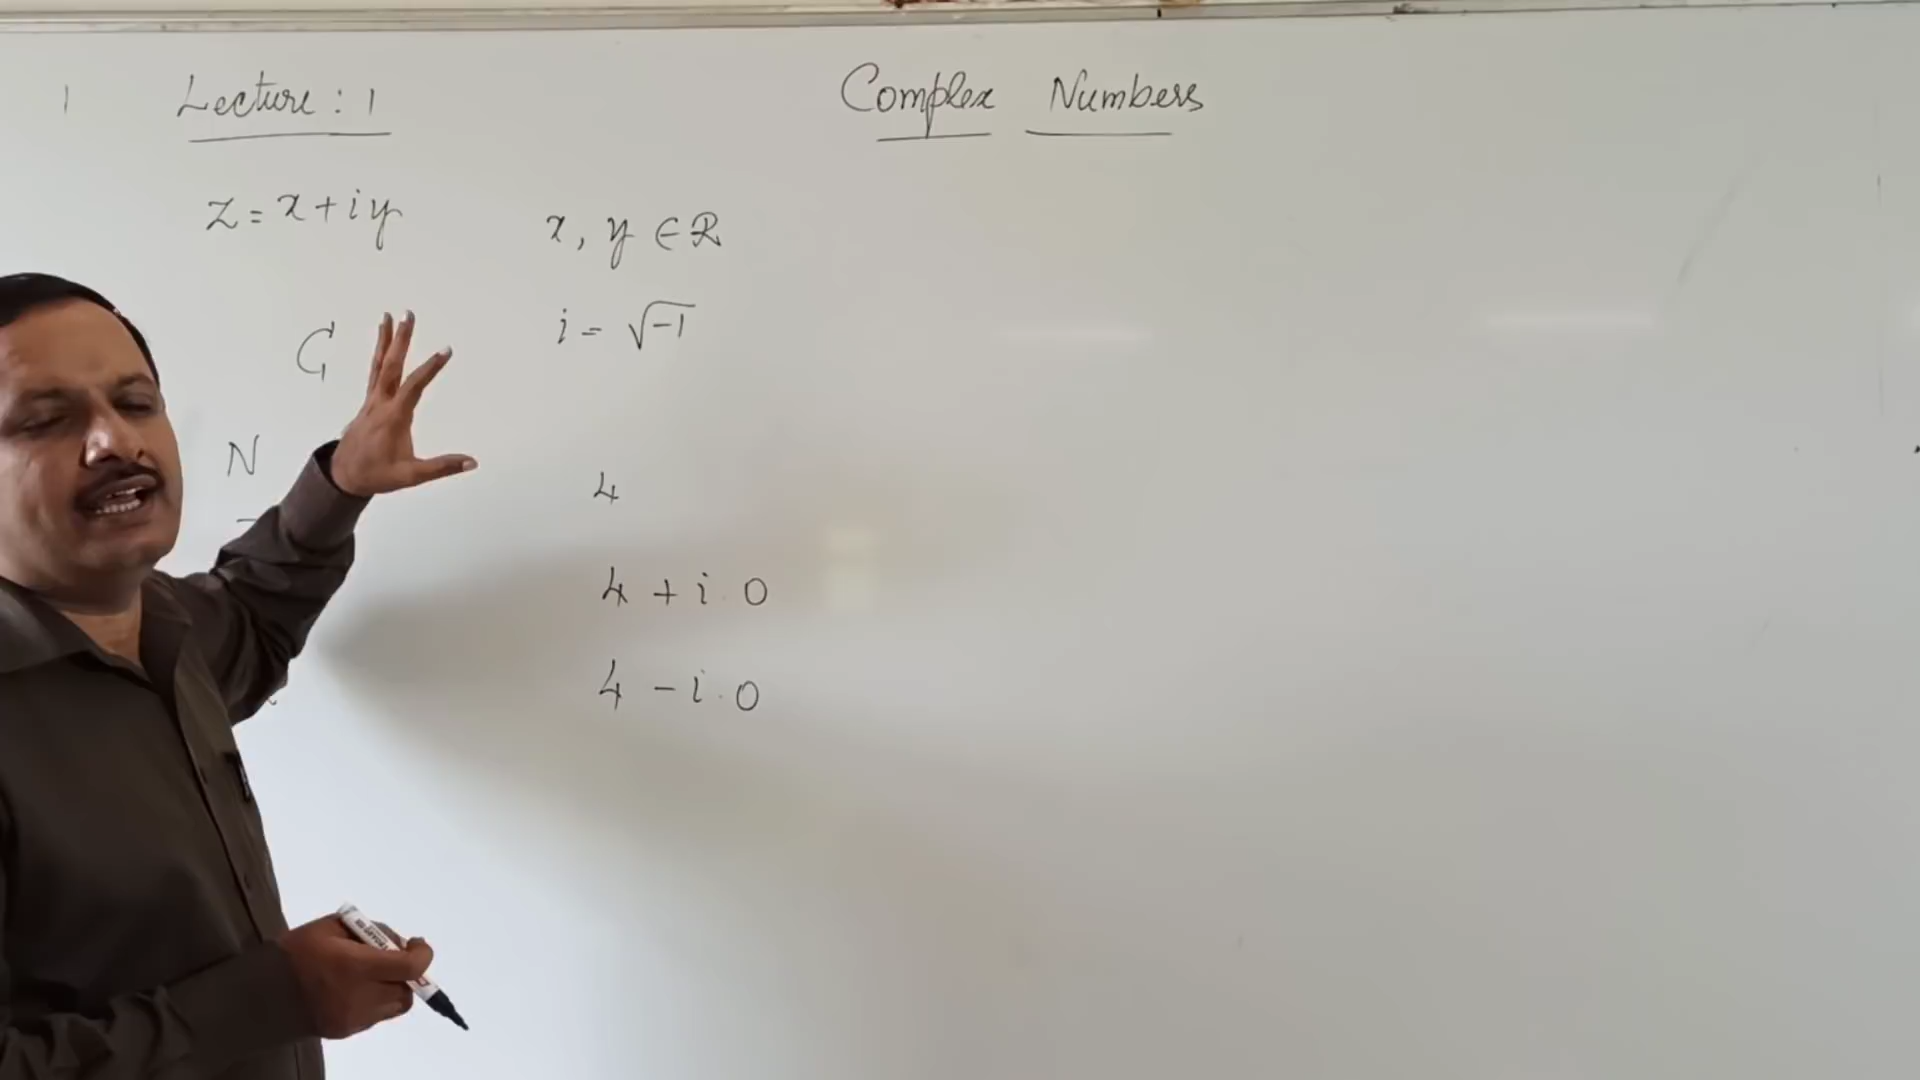 Lecture : 1
Complex Numbers
z = x + iy
x, y ∈ R
i = √-1
N
4
4 + i . 0
4 - i . 0